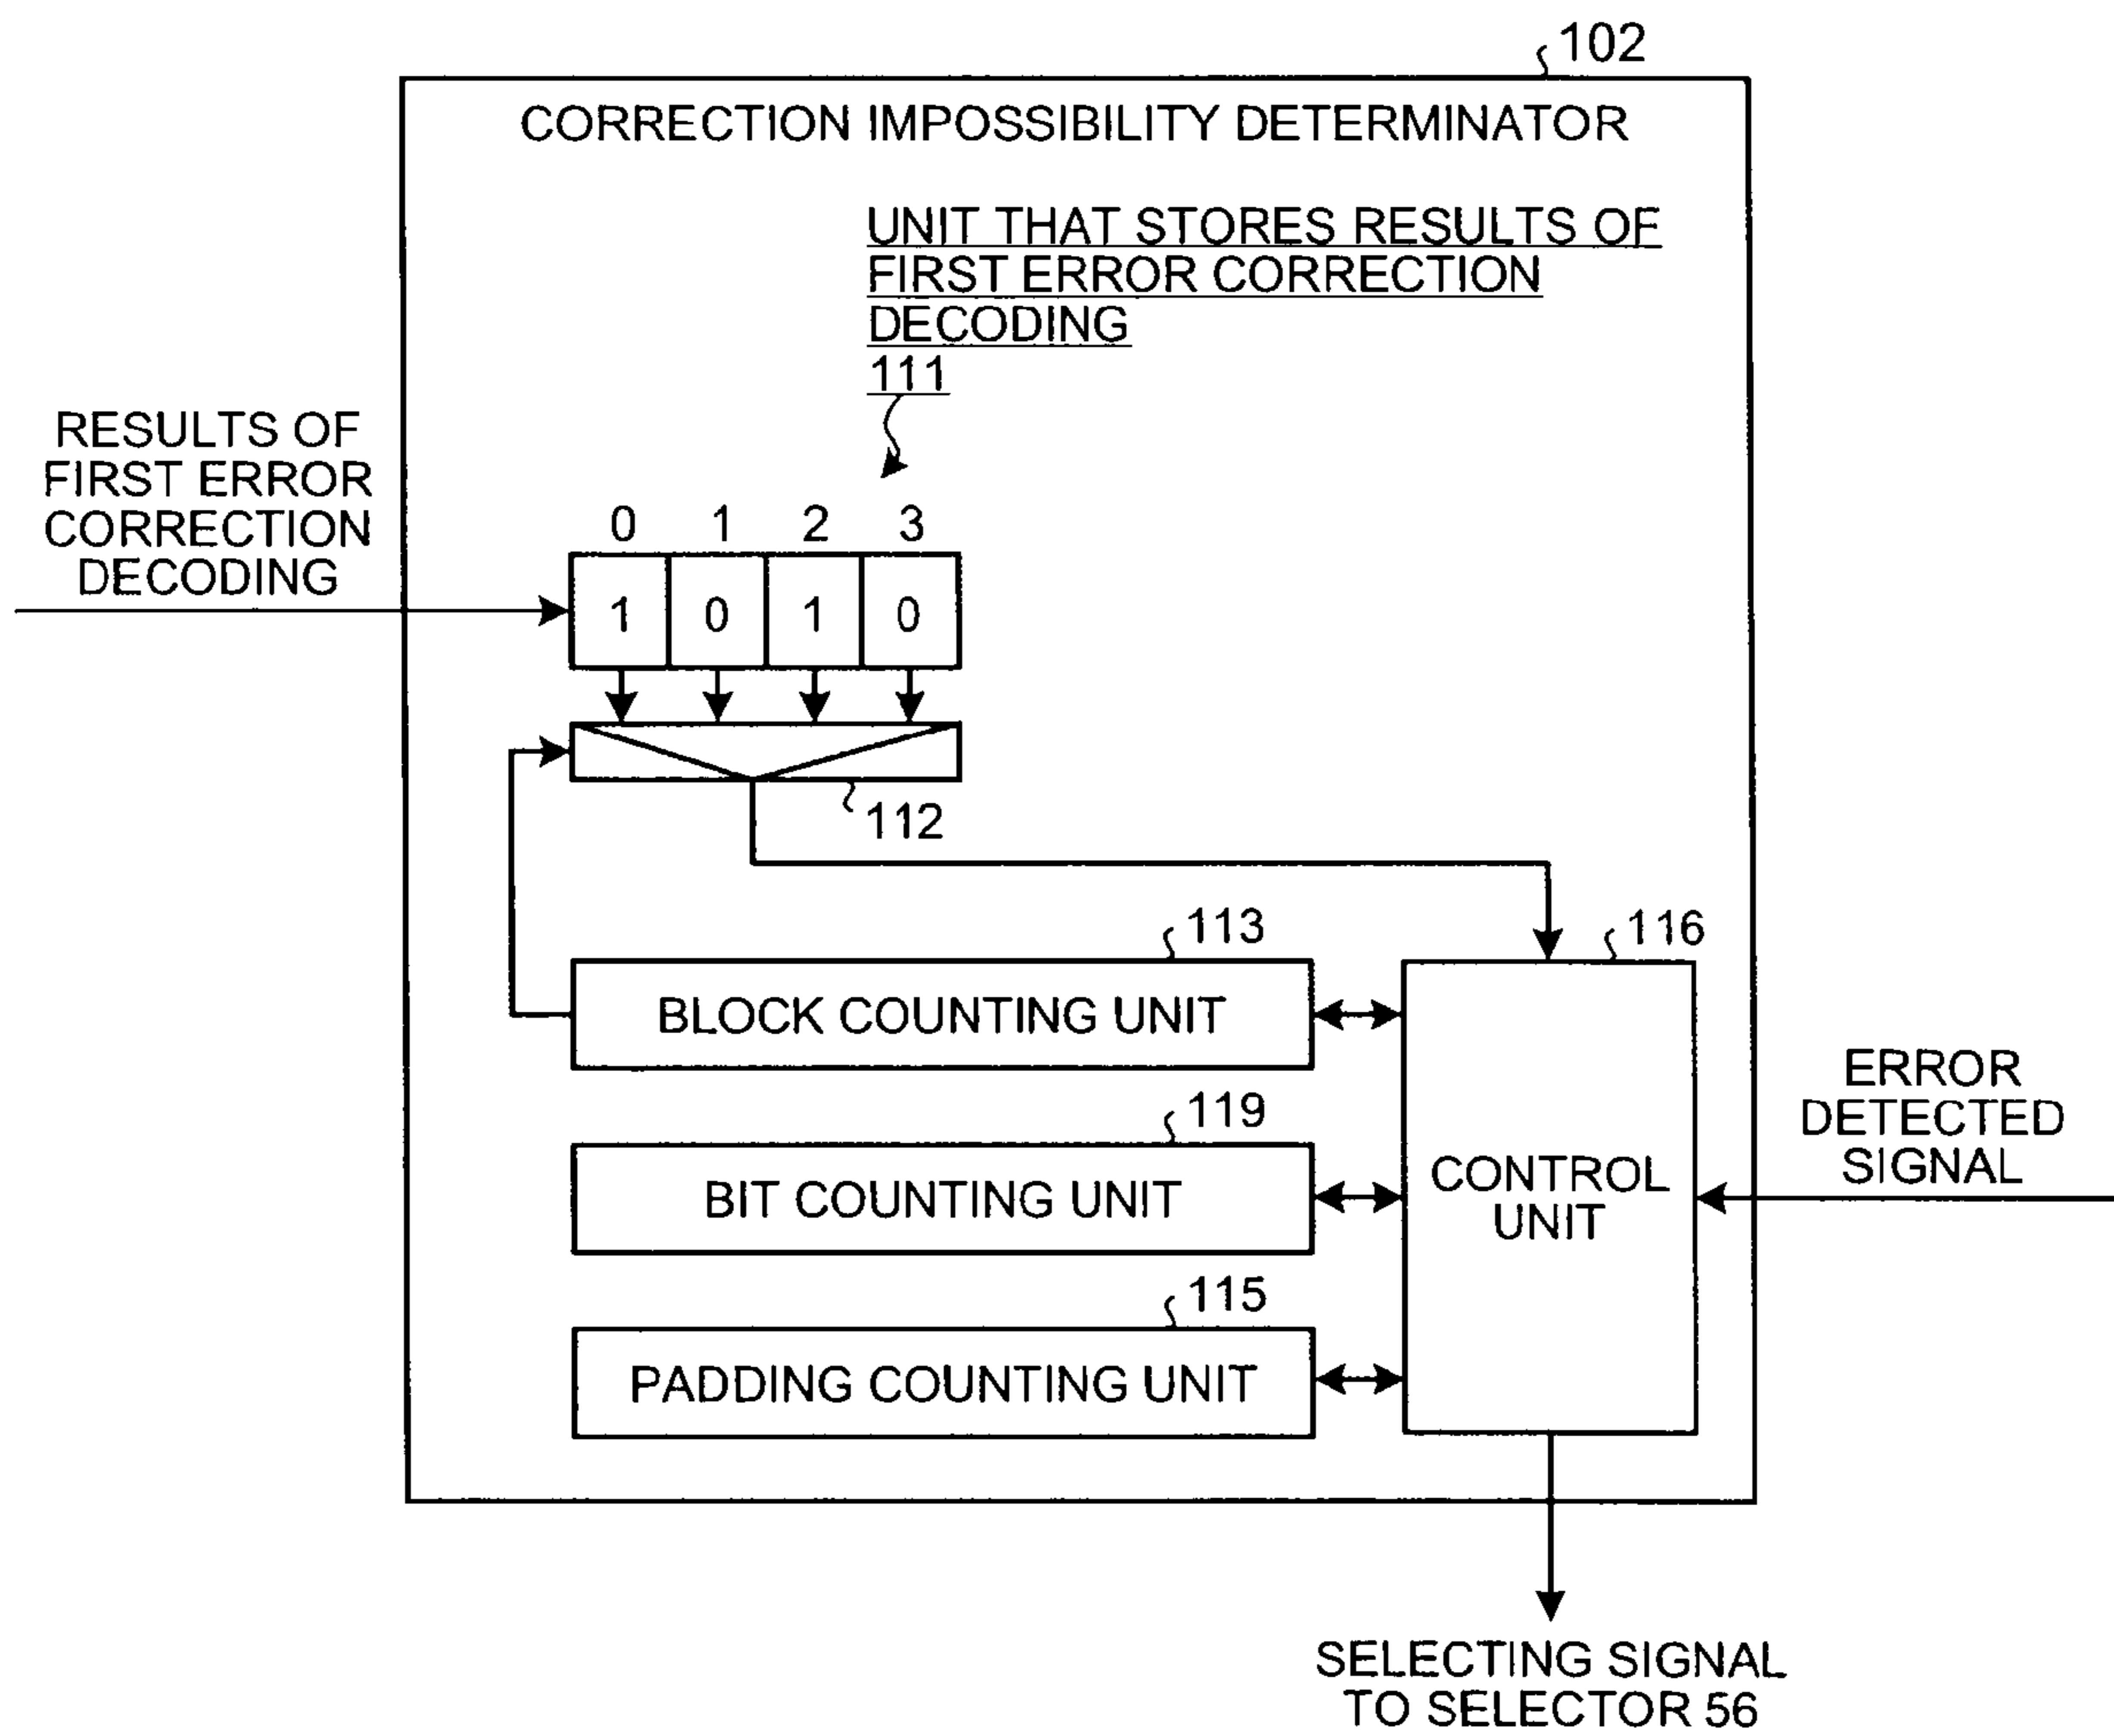 102
CORRECTION IMPOSSIBILITY DETERMINATOR
UNIT THAT STORES RESULTS OF
FIRST ERROR CORRECTION
DECODING
111
RESULTS OF
FIRST ERROR
CORRECTION
DECODING
0 1 2 3
1 0 1 0
112
113
116
BLOCK COUNTING UNIT
119
BIT COUNTING UNIT
CONTROL
UNIT
ERROR
DETECTED
SIGNAL
115
PADDING COUNTING UNIT
SELECTING SIGNAL
TO SELECTOR 56